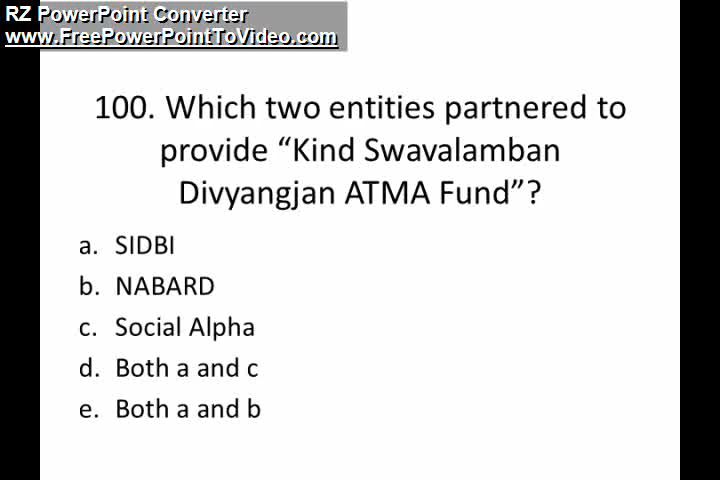 RZ PowerPoint Converter
www.FreePowerPointToVideo.com
100. Which two entities partnered to
provide “Kind Swavalamban
Divyangjan ATMA Fund”?
a. SIDBI
b. NABARD
c. Social Alpha
d. Both a and c
e. Both a and b